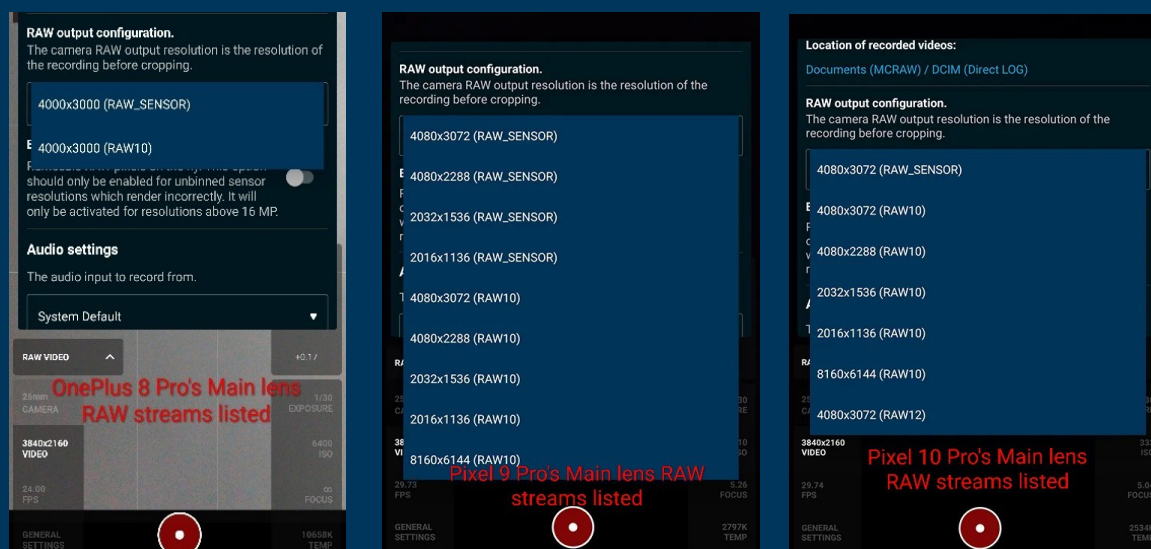 RAW output configuration.
The camera RAW output resolution is the resolution of
the recording before cropping.
4000x3000 (RAW_SENSOR)
4000x3000 (RAW10)
should only be enabled for unbinned sensor
resolutions which render incorrectly. It will
only be activated for resolutions above 16 MP.
Audio settings
The audio input to record from.
System Default
RAW VIDEO
+0.17
25mm
CAMERA
1/30
EXPOSURE
OnePlus 8 Pro's Main lens
RAW streams listed
3840x2160
VIDEO
6400
ISO
24.00
FPS
∞
FOCUS
GENERAL
SETTINGS
10658K
TEMP
RAW output configuration.
The camera RAW output resolution is the resolution of the
recording before cropping.
4080x3072 (RAW_SENSOR)
4080x2288 (RAW_SENSOR)
2032x1536 (RAW_SENSOR)
2016x1136 (RAW_SENSOR)
4080x3072 (RAW10)
4080x2288 (RAW10)
2032x1536 (RAW10)
2016x1136 (RAW10)
8160x6144 (RAW10)
Pixel 9 Pro's Main lens RAW
streams listed
29.73
FPS
5.26
FOCUS
GENERAL
SETTINGS
2797K
TEMP
Location of recorded videos:
Documents (MCRAW) / DCIM (Direct LOG)
RAW output configuration.
The camera RAW output resolution is the resolution of the
recording before cropping.
4080x3072 (RAW_SENSOR)
4080x3072 (RAW10)
4080x2288 (RAW10)
2032x1536 (RAW10)
2016x1136 (RAW10)
8160x6144 (RAW10)
4080x3072 (RAW12)
3840x2160
VIDEO
Pixel 10 Pro's Main lens
RAW streams listed
29.74
FPS
GENERAL
SETTINGS